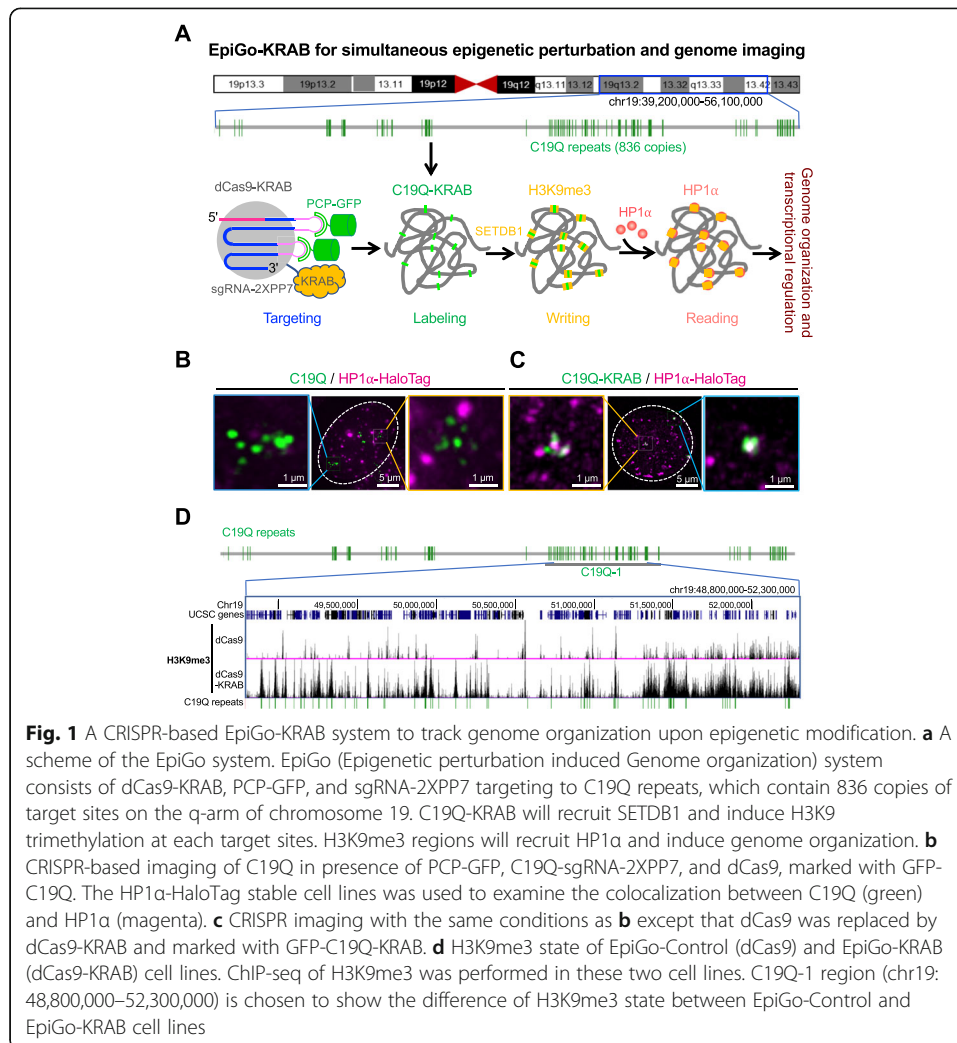 A
EpiGo-KRAB for simultaneous epigenetic perturbation and genome imaging
19p13.3 19p13.2 13.11 19p12 19q12 q13.11 13.12 19q13.2 13.32 q13.33 13.42 13.43
chr19:39,200,000-56,100,000
C19Q repeats (836 copies)
dCas9-KRAB
PCP-GFP
5'
3'
sgRNA-2XPP7
KRAB
Targeting
C19Q-KRAB
Labeling
SETDB1
H3K9me3
Writing
HP1α
HP1α
Reading
Genome organization and
transcriptional regulation
B
C19Q / HP1α-HaloTag
1 μm
5 μm
1 μm
C
C19Q-KRAB / HP1α-HaloTag
1 μm
5 μm
1 μm
D
C19Q repeats
C19Q-1
chr19:48,800,000-52,300,000
Chr19 49,500,000 50,000,000 50,500,000 51,000,000 51,500,000 52,000,000
UCSC genes
H3K9me3
dCas9
dCas9
-KRAB
C19Q repeats
Fig. 1 A CRISPR-based EpiGo-KRAB system to track genome organization upon epigenetic modification. a A
scheme of the EpiGo system. EpiGo (Epigenetic perturbation induced Genome organization) system
consists of dCas9-KRAB, PCP-GFP, and sgRNA-2XPP7 targeting to C19Q repeats, which contain 836 copies of
target sites on the q-arm of chromosome 19. C19Q-KRAB will recruit SETDB1 and induce H3K9
trimethylation at each target sites. H3K9me3 regions will recruit HP1α and induce genome organization. b
CRISPR-based imaging of C19Q in presence of PCP-GFP, C19Q-sgRNA-2XPP7, and dCas9, marked with GFP-
C19Q. The HP1α-HaloTag stable cell lines was used to examine the colocalization between C19Q (green)
and HP1α (magenta). c CRISPR imaging with the same conditions as b except that dCas9 was replaced by
dCas9-KRAB and marked with GFP-C19Q-KRAB. d H3K9me3 state of EpiGo-Control (dCas9) and EpiGo-KRAB
(dCas9-KRAB) cell lines. ChIP-seq of H3K9me3 was performed in these two cell lines. C19Q-1 region (chr19:
48,800,000–52,300,000) is chosen to show the difference of H3K9me3 state between EpiGo-Control and
EpiGo-KRAB cell lines